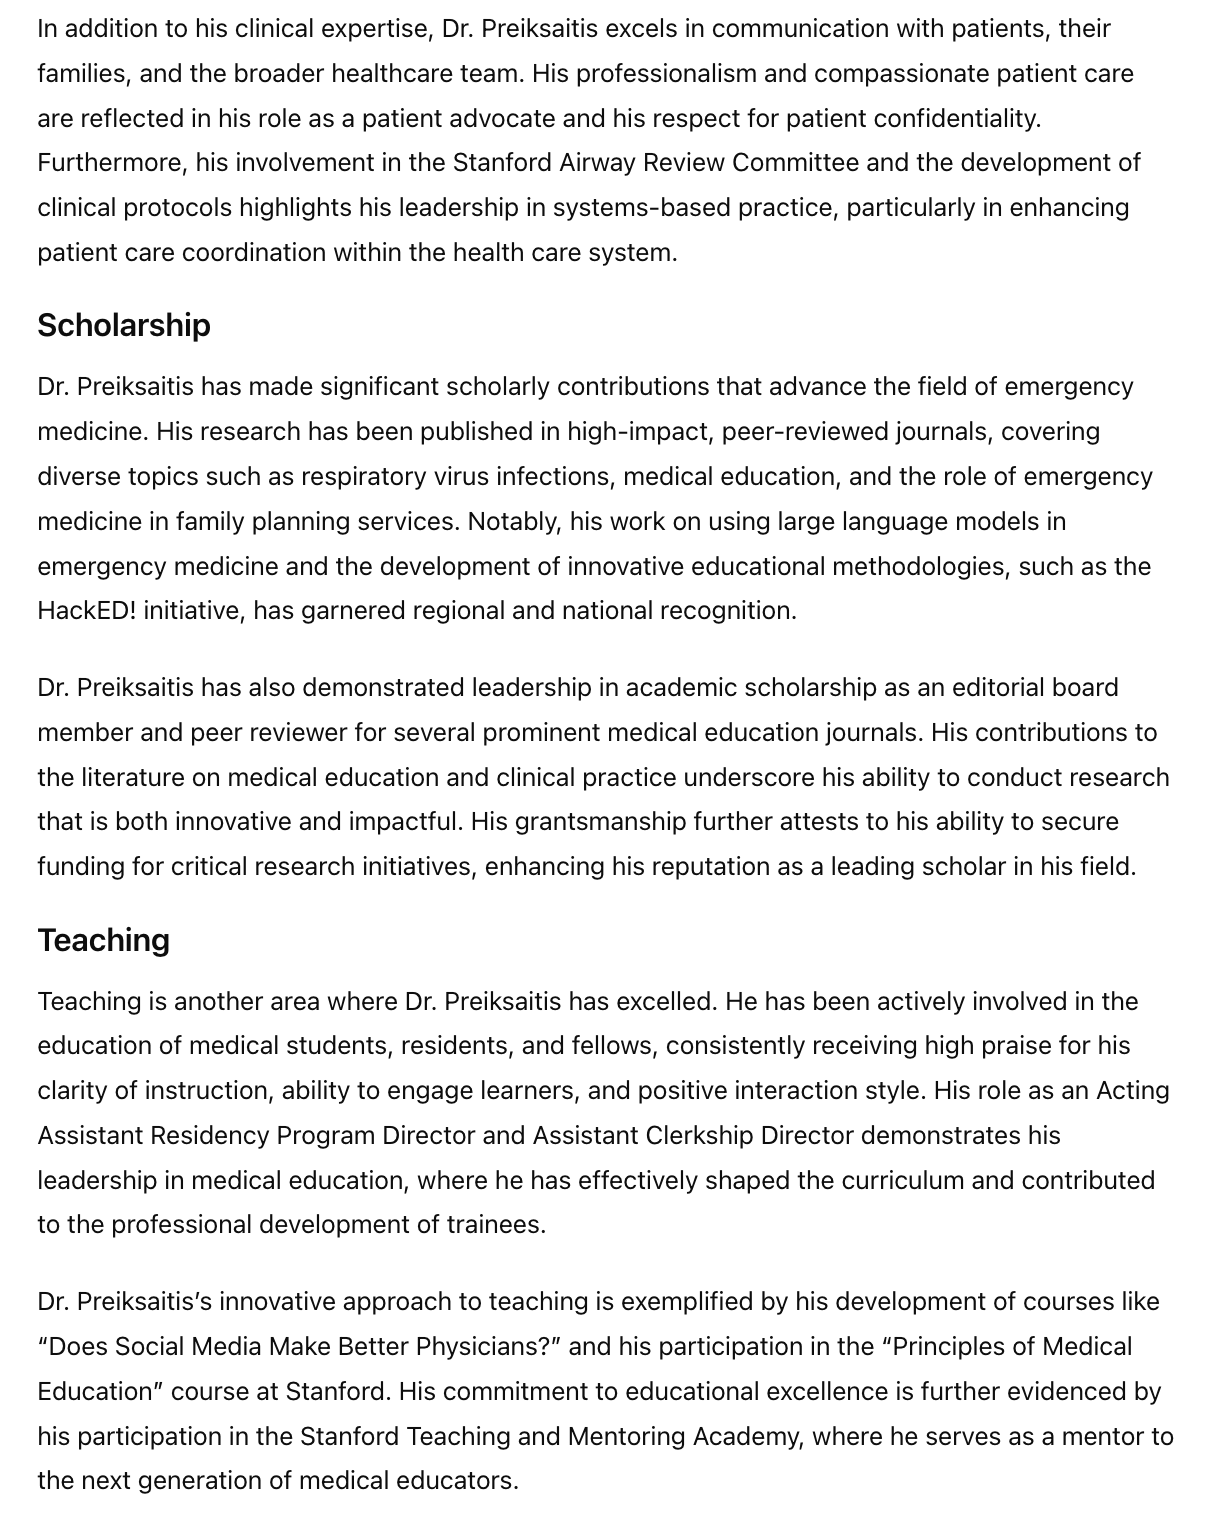 In addition to his clinical expertise, Dr. Preiksaitis excels in communication with patients, their
families, and the broader healthcare team. His professionalism and compassionate patient care
are reflected in his role as a patient advocate and his respect for patient confidentiality.
Furthermore, his involvement in the Stanford Airway Review Committee and the development of
clinical protocols highlights his leadership in systems-based practice, particularly in enhancing
patient care coordination within the health care system.
Scholarship
Dr. Preiksaitis has made significant scholarly contributions that advance the field of emergency
medicine. His research has been published in high-impact, peer-reviewed journals, covering
diverse topics such as respiratory virus infections, medical education, and the role of emergency
medicine in family planning services. Notably, his work on using large language models in
emergency medicine and the development of innovative educational methodologies, such as the
HackED! initiative, has garnered regional and national recognition.
Dr. Preiksaitis has also demonstrated leadership in academic scholarship as an editorial board
member and peer reviewer for several prominent medical education journals. His contributions to
the literature on medical education and clinical practice underscore his ability to conduct research
that is both innovative and impactful. His grantsmanship further attests to his ability to secure
funding for critical research initiatives, enhancing his reputation as a leading scholar in his field.
Teaching
Teaching is another area where Dr. Preiksaitis has excelled. He has been actively involved in the
education of medical students, residents, and fellows, consistently receiving high praise for his
clarity of instruction, ability to engage learners, and positive interaction style. His role as an Acting
Assistant Residency Program Director and Assistant Clerkship Director demonstrates his
leadership in medical education, where he has effectively shaped the curriculum and contributed
to the professional development of trainees.
Dr. Preiksaitis’s innovative approach to teaching is exemplified by his development of courses like
“Does Social Media Make Better Physicians?” and his participation in the “Principles of Medical
Education” course at Stanford. His commitment to educational excellence is further evidenced by
his participation in the Stanford Teaching and Mentoring Academy, where he serves as a mentor to
the next generation of medical educators.